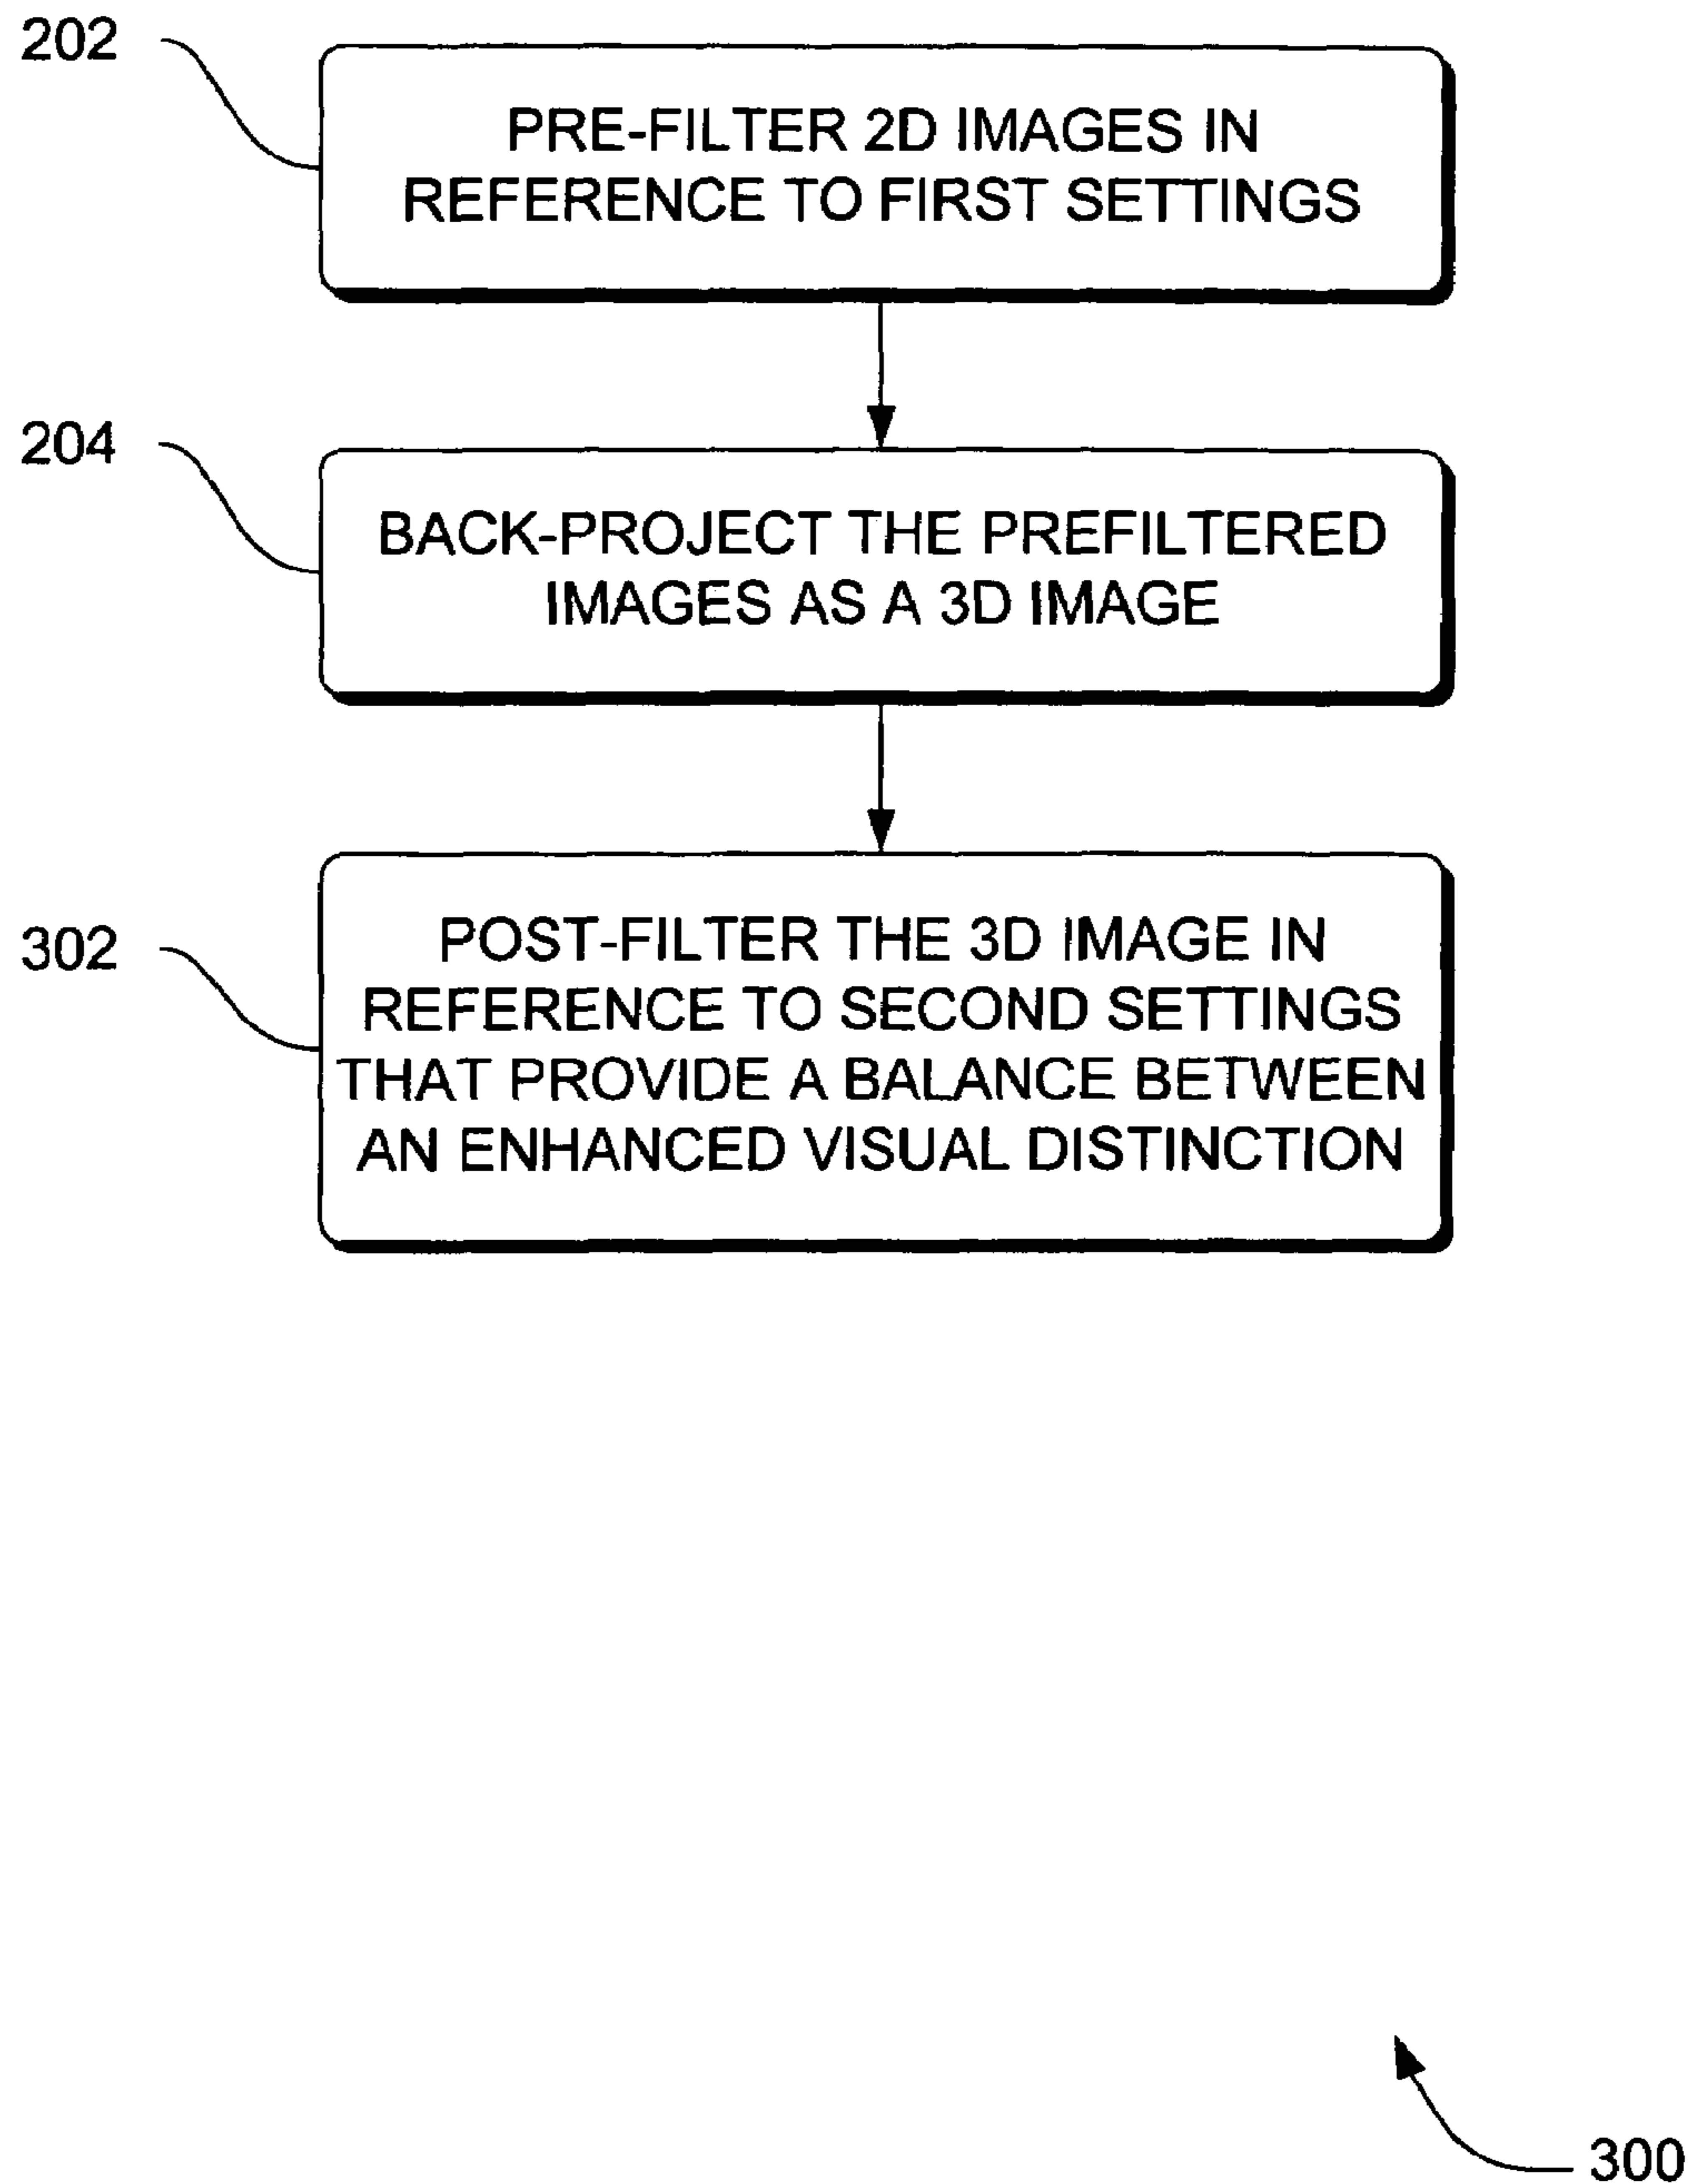 202
PRE-FILTER 2D IMAGES IN
REFERENCE TO FIRST SETTINGS
204
BACK-PROJECT THE PREFILTERED
IMAGES AS A 3D IMAGE
302
POST-FILTER THE 3D IMAGE IN
REFERENCE TO SECOND SETTINGS
THAT PROVIDE A BALANCE BETWEEN
AN ENHANCED VISUAL DISTINCTION
300